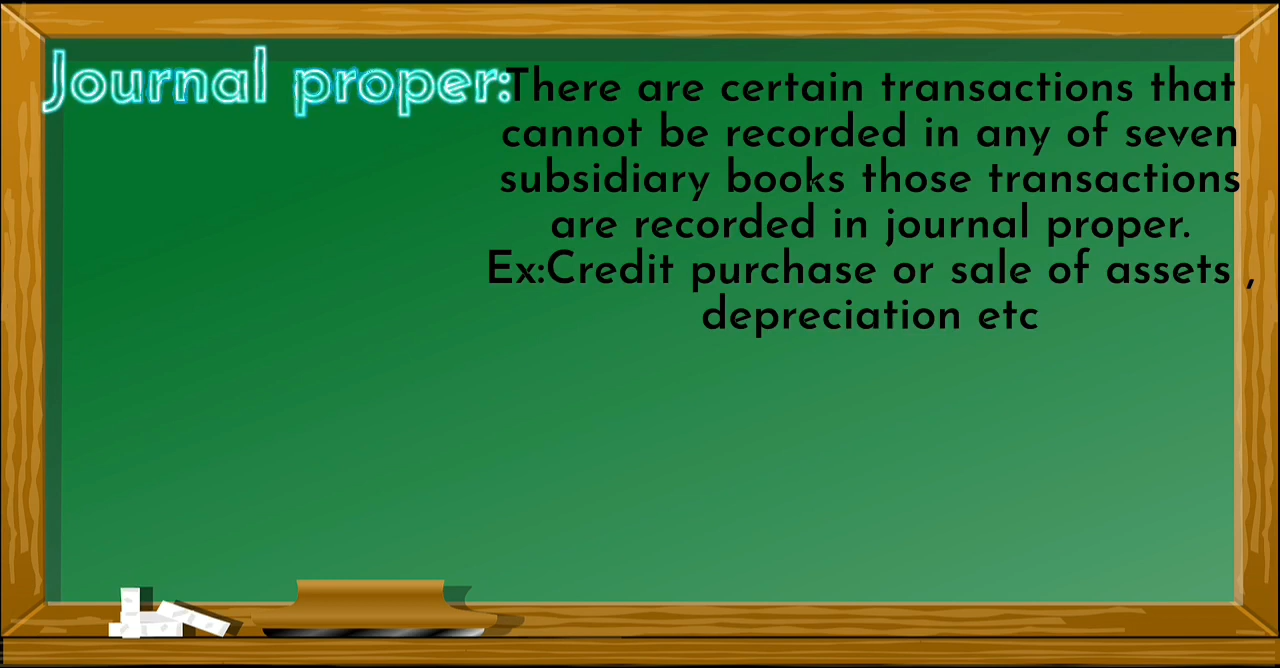 Journal proper:There are certain transactions that
cannot be recorded in any of seven
subsidiary books those transactions
are recorded in journal proper.
Ex:Credit purchase or sale of assets ,
depreciation etc